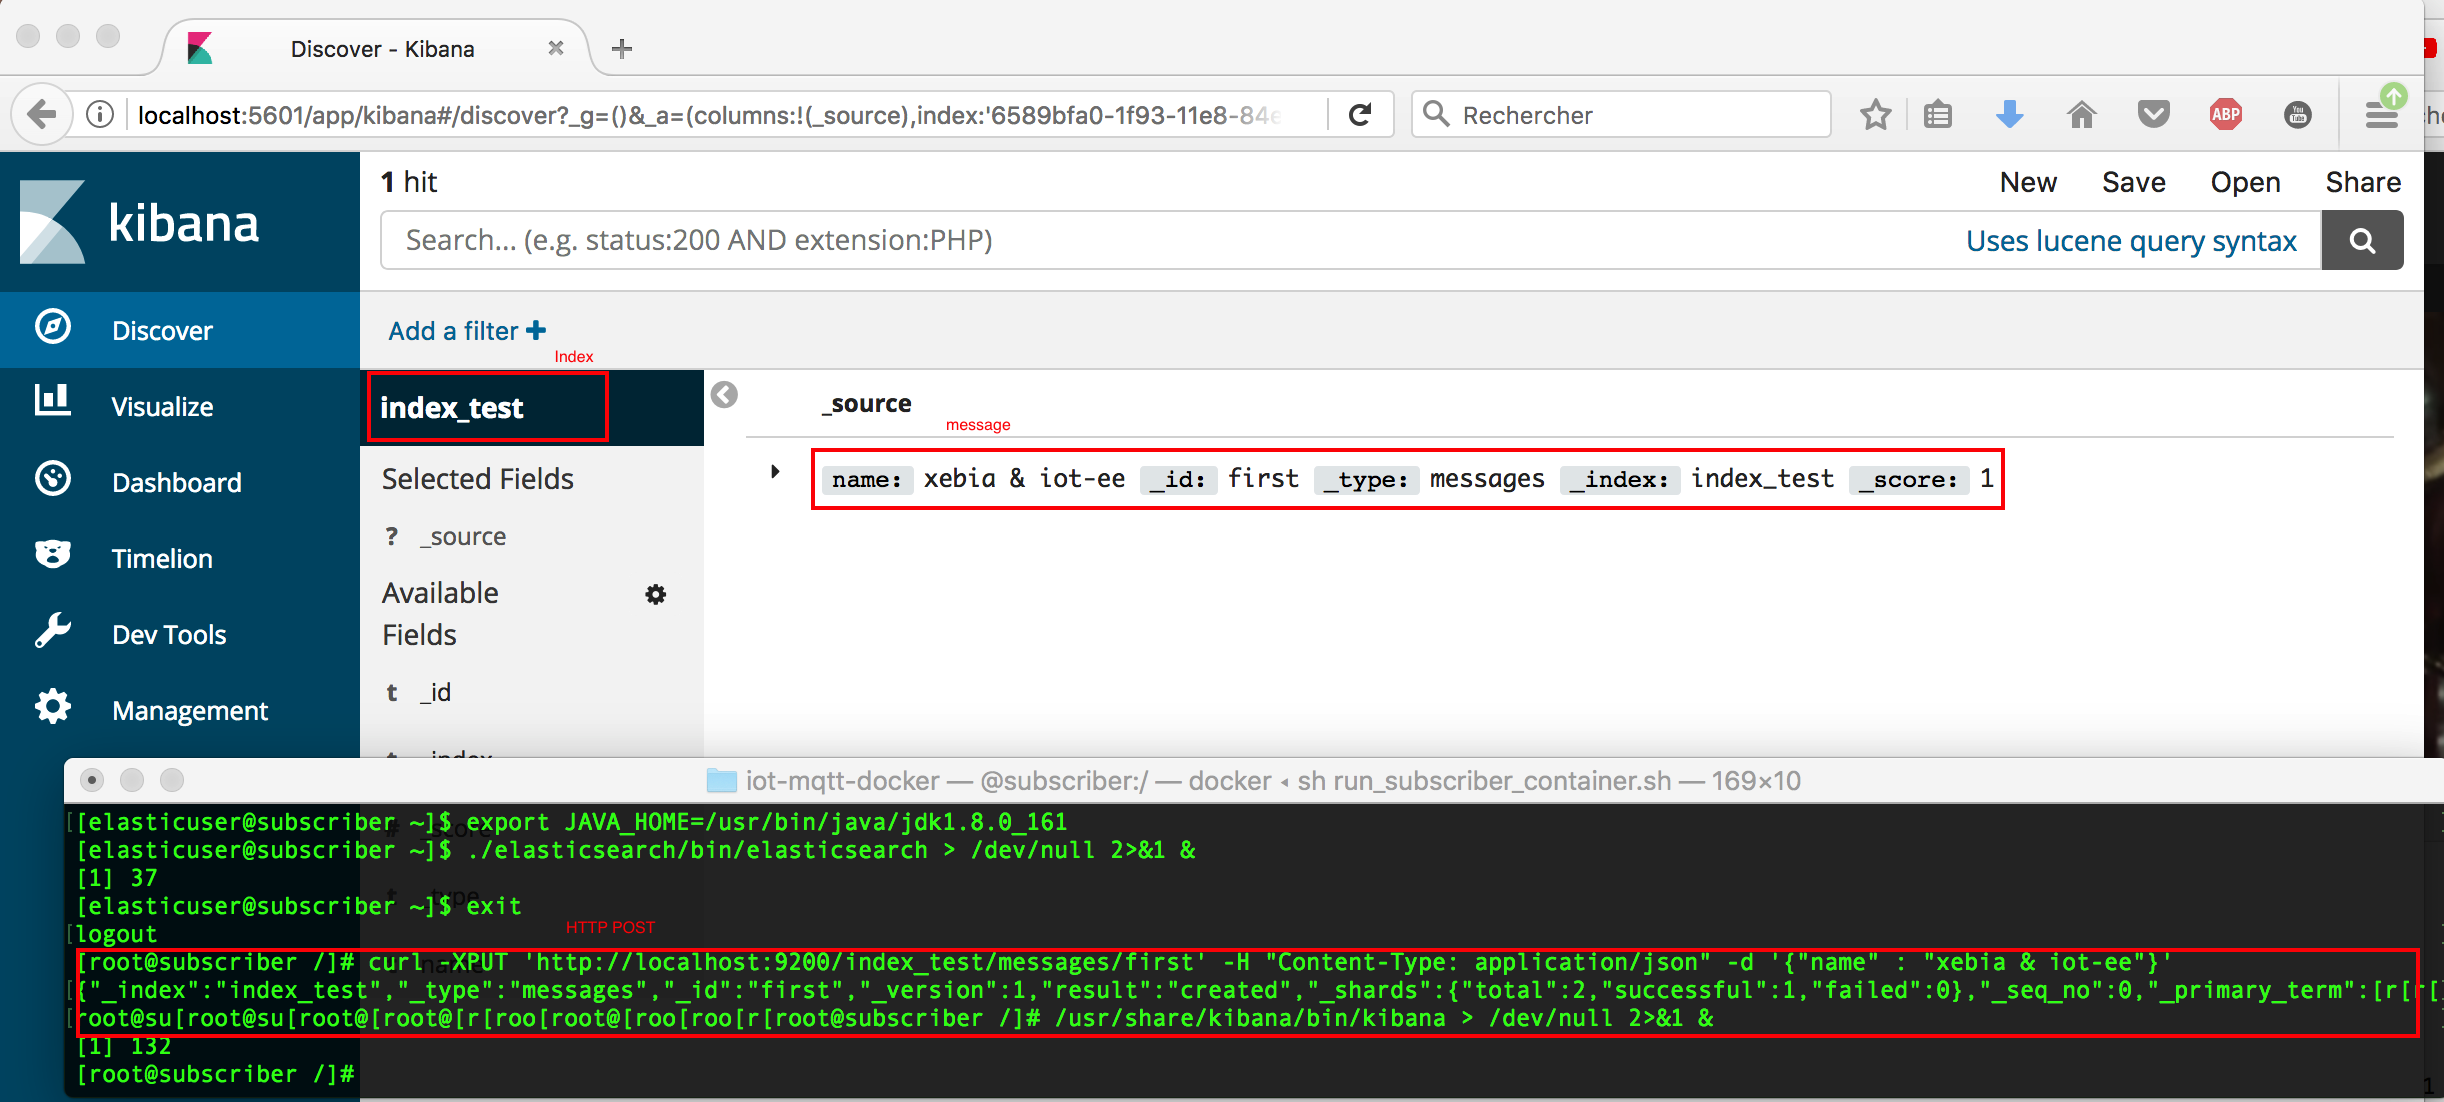 Discover - Kibana
localhost:5601/app/kibana#/discover?_g=()&_a=(columns:!(_source),index:'6589bfa0-1f93-11e8-84e
Rechercher
ABP
You Tube
kibana
1 hit
New Save Open Share
Search... (e.g. status:200 AND extension:PHP)
Uses lucene query syntax
Discover
Visualize
Dashboard
Timelion
Dev Tools
Management
Add a filter
Index
index_test
Selected Fields
? _source
Available Fields
t _id
_index
_source
message
name: xebia & iot-ee _id: first _type: messages _index: index_test _score: 1
iot-mqtt-docker — @subscriber:/ — docker ◂ sh run_subscriber_container.sh — 169×10
[[elasticuser@subscriber ~]$ export JAVA_HOME=/usr/bin/java/jdk1.8.0_161
[elasticuser@subscriber ~]$ ./elasticsearch/bin/elasticsearch > /dev/null 2>&1 &
[1] 37
[elasticuser@subscriber ~]$ exit
[logout
HTTP POST
[root@subscriber /]# curl -XPUT 'http://localhost:9200/index_test/messages/first' -H "Content-Type: application/json" -d '{"name" : "xebia & iot-ee"}'
[{"_index":"index_test","_type":"messages","_id":"first","_version":1,"result":"created","_shards":{"total":2,"successful":1,"failed":0},"_seq_no":0,"_primary_term":[r[r[
[root@su[root@su[root@[root@[r[roo[root@[roo[roo[r[root@subscriber /]# /usr/share/kibana/bin/kibana > /dev/null 2>&1 &
[1] 132
[root@subscriber /]#
# _score
t _type
t name